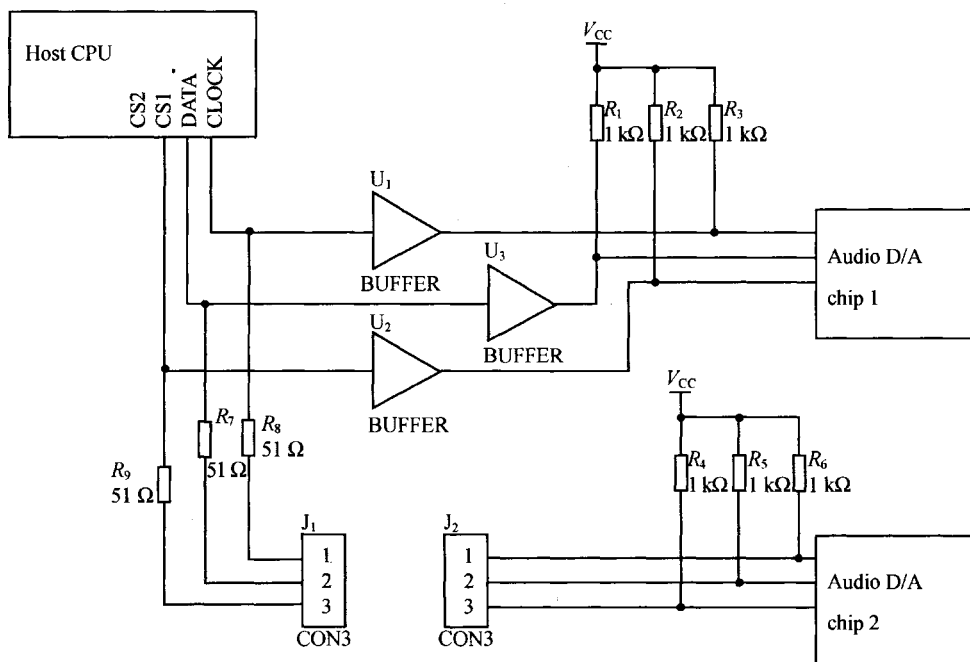 Host CPU
CS2
CS1
DATA
CLOCK
V_CC
R_1
1 kΩ
R_2
1 kΩ
R_3
1 kΩ
U_1
BUFFER
U_3
BUFFER
U_2
BUFFER
Audio D/A
chip 1
V_CC
R_4
1 kΩ
R_5
1 kΩ
R_6
1 kΩ
R_7
51 Ω
R_8
51 Ω
R_9
51 Ω
J_1
1
2
3
CON3
J_2
1
2
3
CON3
Audio D/A
chip 2